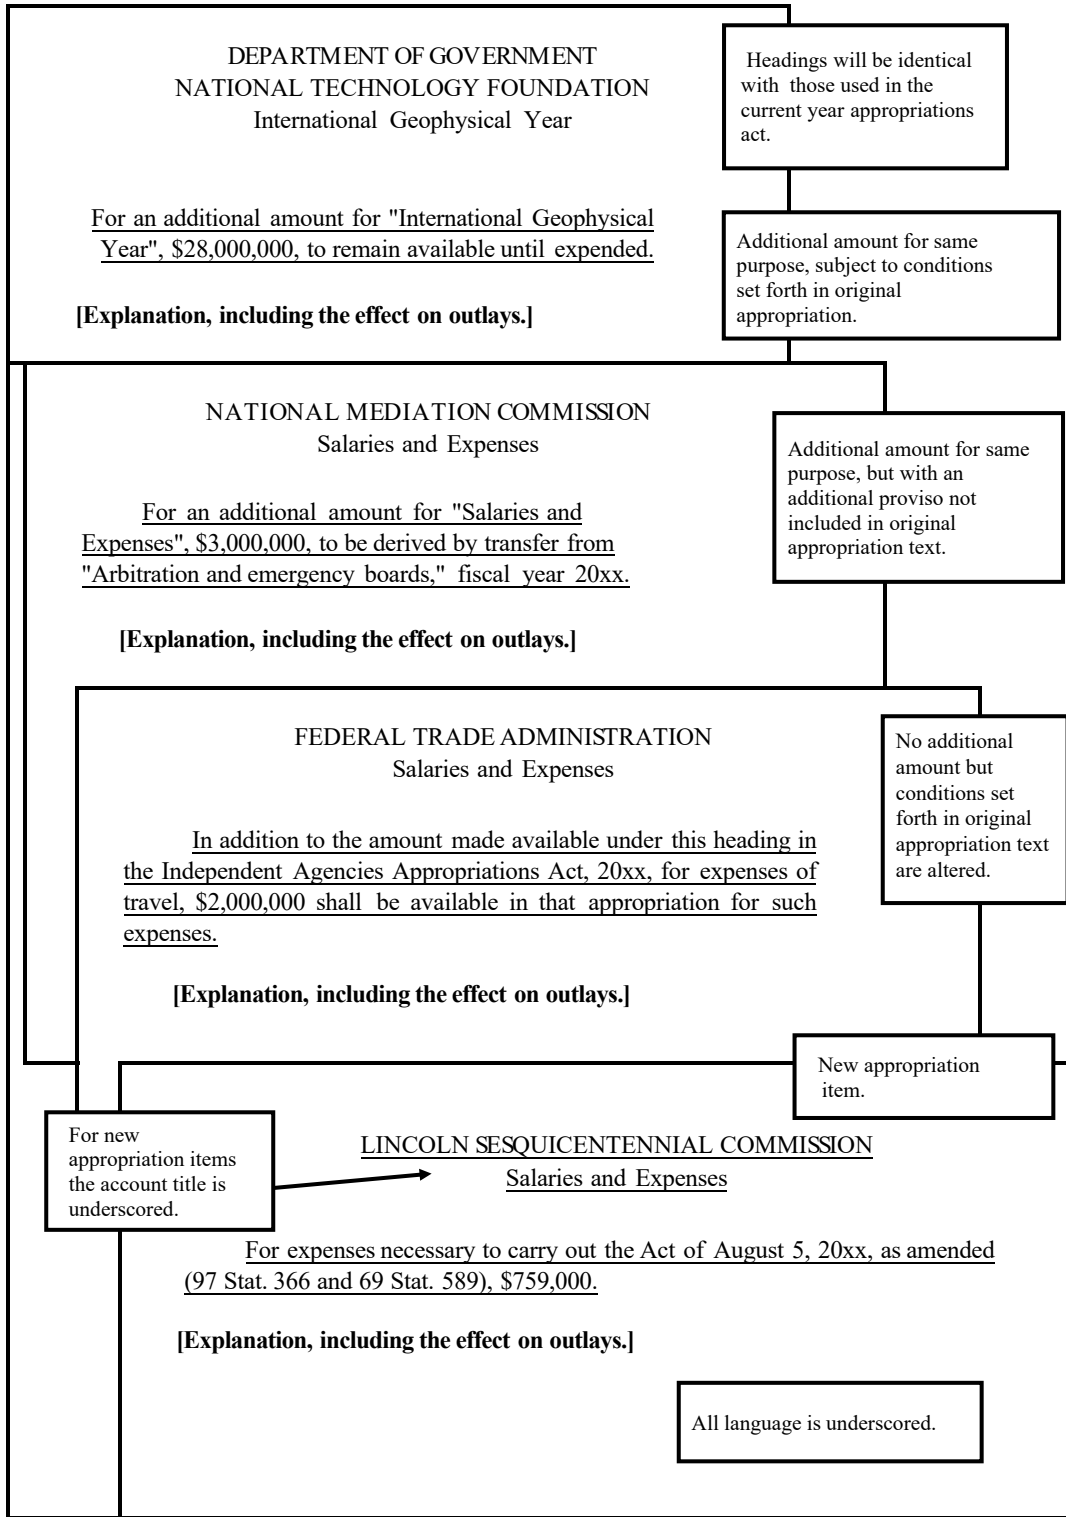 DEPARTMENT OF GOVERNMENT
NATIONAL TECHNOLOGY FOUNDATION
International Geophysical Year
Headings will be identical
with those used in the
current year appropriations
act.
For an additional amount for "International Geophysical
Year", $28,000,000, to remain available until expended.
Additional amount for same
purpose, subject to conditions
set forth in original
appropriation.
[Explanation, including the effect on outlays.]
NATIONAL MEDIATION COMMISSION
Salaries and Expenses
Additional amount for same
purpose, but with an
additional proviso not
included in original
appropriation text.
For an additional amount for "Salaries and
Expenses", $3,000,000, to be derived by transfer from
"Arbitration and emergency boards," fiscal year 20xx.
[Explanation, including the effect on outlays.]
FEDERAL TRADE ADMINISTRATION
Salaries and Expenses
No additional
amount but
conditions set
forth in original
appropriation text
are altered.
In addition to the amount made available under this heading in
the Independent Agencies Appropriations Act, 20xx, for expenses of
travel, $2,000,000 shall be available in that appropriation for such
expenses.
[Explanation, including the effect on outlays.]
New appropriation
item.
For new
appropriation items
the account title is
underscored.
LINCOLN SESQUICENTENNIAL COMMISSION
Salaries and Expenses
For expenses necessary to carry out the Act of August 5, 20xx, as amended
(97 Stat. 366 and 69 Stat. 589), $759,000.
[Explanation, including the effect on outlays.]
All language is underscored.